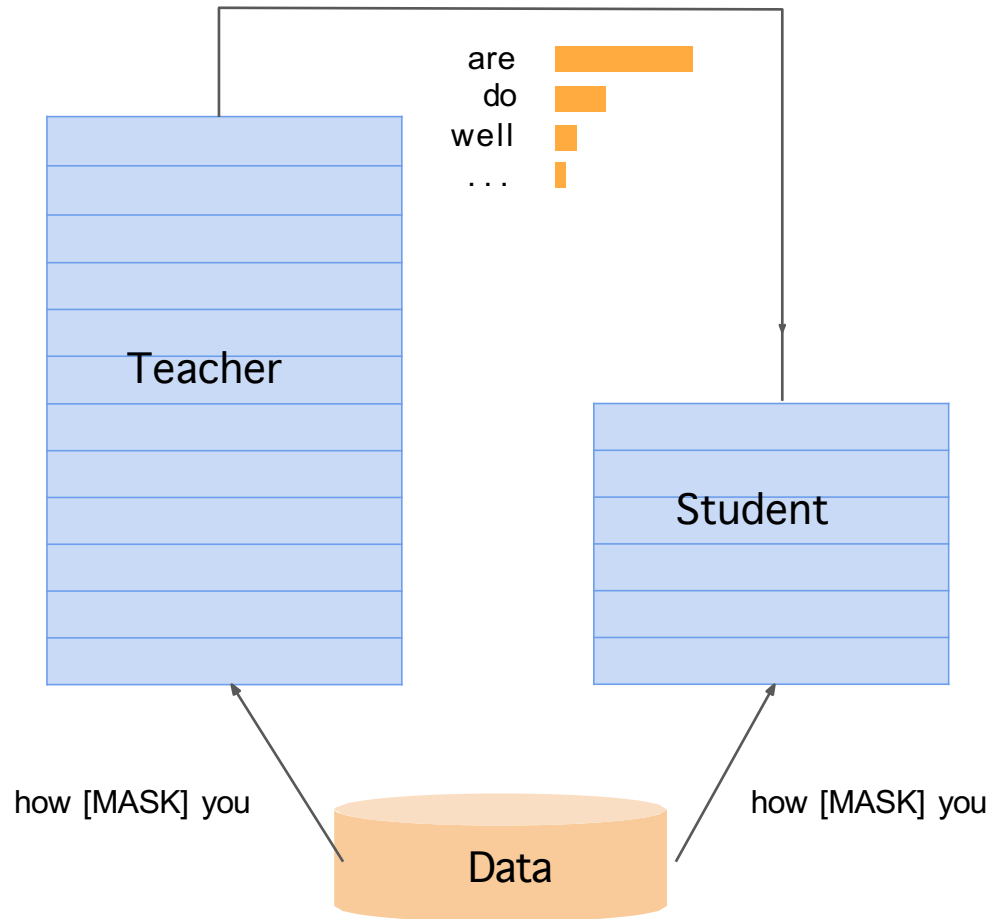 are
do
well
...
Teacher
Student
how [MASK] you
how [MASK] you
Data